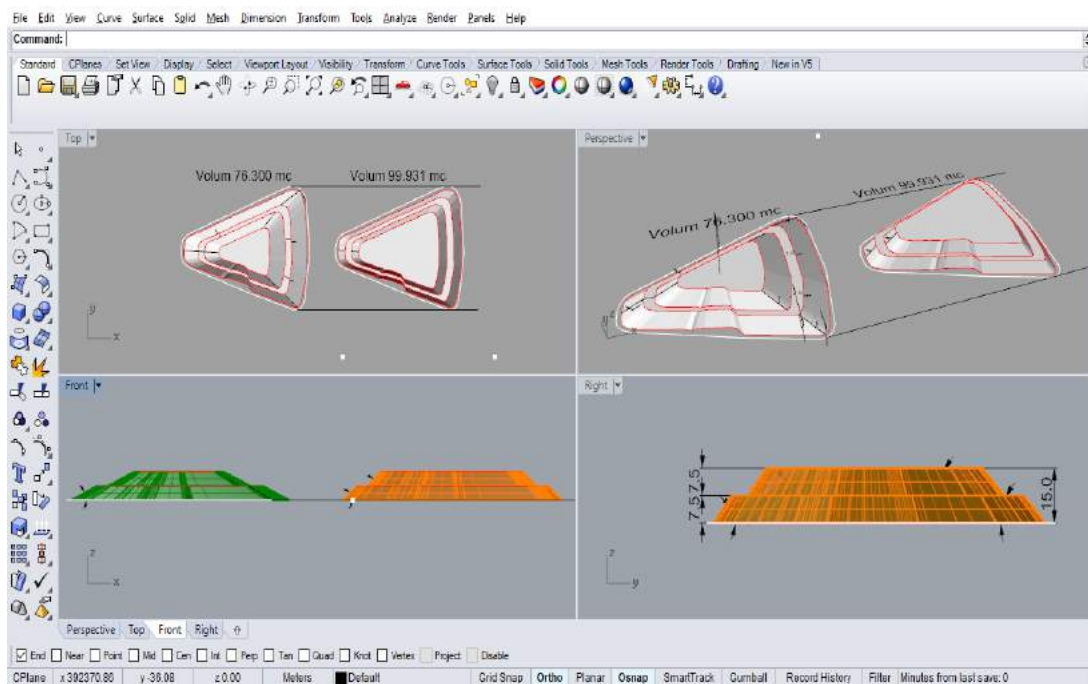 File Edit View Curve Surface Solid Mesh Dimension Transform Tools Analyze Render Panels Help
Command:
Standard CPlanes Set View Display Select Viewport Layout Visibility Transform Curve Tools Surface Tools Solid Tools Mesh Tools Render Tools Drafting New in V5
Top
Volum 76.300 mc Volum 99.931 mc
y
x
Perspective
Volum 76.300 mc
Volum 99.931 mc
Front
z
x
Right
7.5
7.5
15.0
z
y
Perspective Top Front Right
End Near Point Mid Cen Int Perp Tan Quad Knot Vertex Project Disable
CPlane x 392370.86 y -36.08 z 0.00 Meters Default Grid Snap Ortho Planar Osnap SmartTrack Gumball Record History Filter Minutes from last save: 0